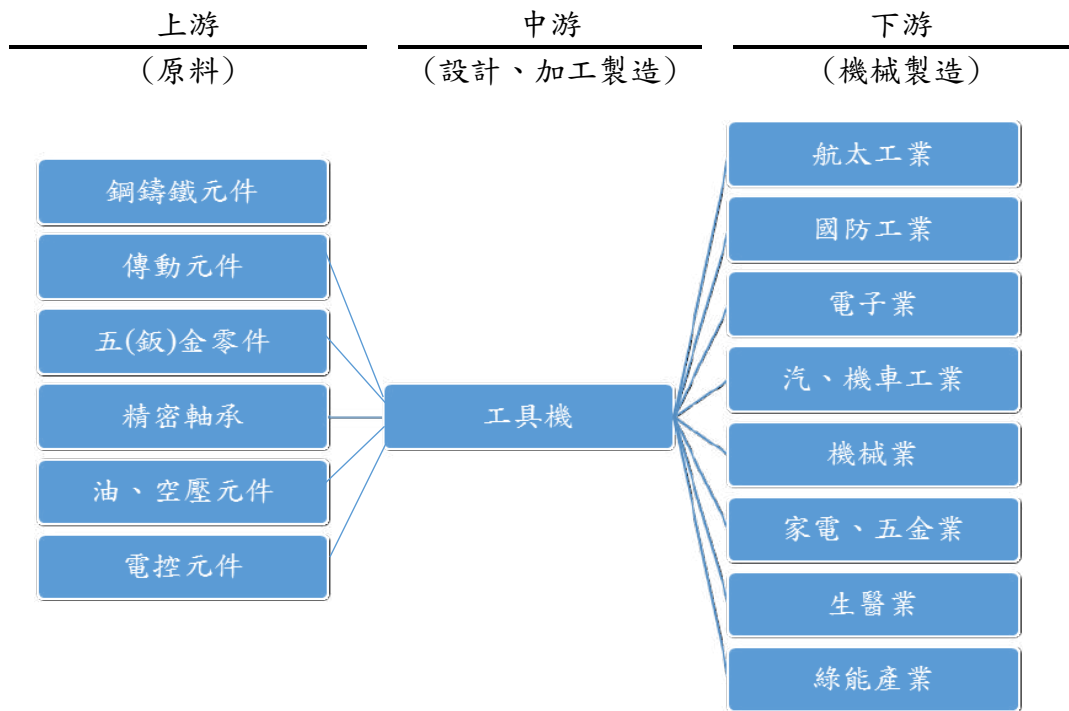 上游
(原料)
鋼鑄鐵元件
傳動元件
五(鈑)金零件
精密軸承
油、空壓元件
電控元件
中游
(設計、加工製造)
工具機
下游
(機械製造)
航太工業
國防工業
電子業
汽、機車工業
機械業
家電、五金業
生醫業
綠能產業